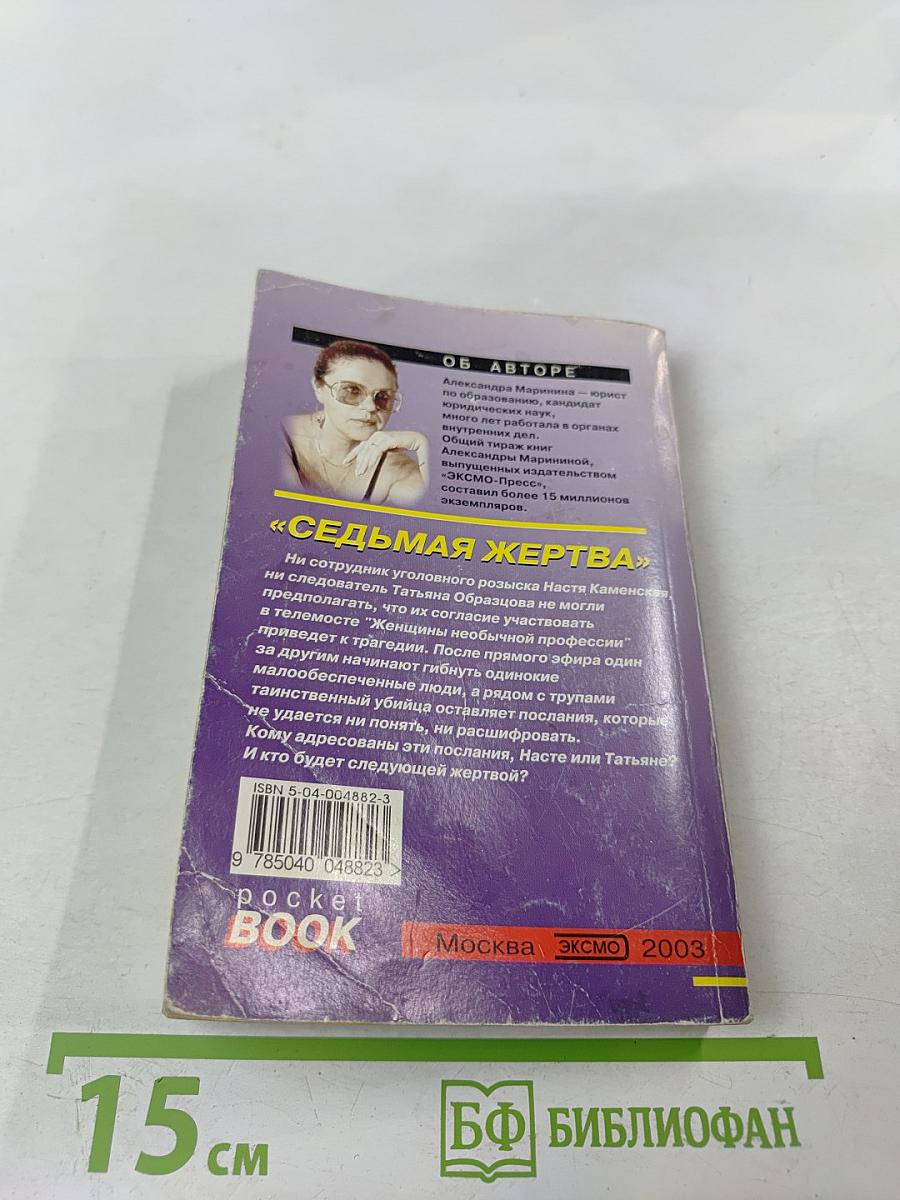 ОБ АВТОРЕ
Александра Маринина — юрист
по образованию, кандидат
юридических наук,
много лет работала в органах
внутренних дел.
Общий тираж книг
Александры Марининой,
выпущенных издательством
«ЭКСМО-Пресс»,
составил более 15 миллионов
экземпляров.
«СЕДЬМАЯ ЖЕРТВА»
Ни сотрудник уголовного розыска Настя Каменская,
ни следователь Татьяна Образцова не могли
предполагать, что их согласие участвовать
в телемосте "Женщины необычной профессии"
приведет к трагедии. После прямого эфира один
за другим начинают гибнуть одинокие
малообеспеченные люди, а рядом с трупами
таинственный убийца оставляет послания, которые
не удается ни понять, ни расшифровать.
Кому адресованы эти послания, Насте или Татьяне?
И кто будет следующей жертвой?
ISBN 5-04-004882-3
9 785040 048823 >
pocket
BOOK
Москва ЭКСМО 2003
15 см
БФ БИБЛИОФАН